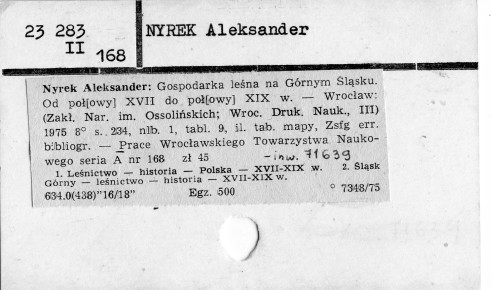 23 283
II
168
NYREK Aleksander
Nyrek Aleksander: Gospodarka leśna na Górnym Śląsku.
Od poł[owy] XVII do poł[owy] XIX w. — Wrocław:
(Zakł. Nar. im. Ossolińskich; Wroc. Druk. Nauk., III)
1975 8° s. 234, nlb. 1, tabl. 9, il. tab. mapy, Zsfg err.
bibliogr. — Prace Wrocławskiego Towarzystwa Nauko-
wego seria A nr 168 zł 45 — inw. 71639
1. Leśnictwo — historia — Polska — XVII-XIX w. 2. Śląsk
Górny — leśnictwo — historia — XVII-XIX w.
634.0(438)"16/18" Egz. 500 ° 7348/75